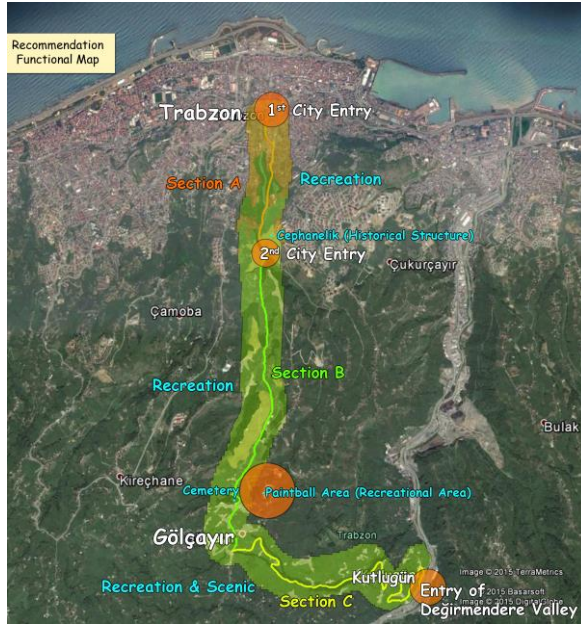 Recommendation
Functional Map
Trabzon
1st City Entry
Section A
Recreation
Cephanelik (Historical Structure)
2nd City Entry
Çukurçayır
Çamoba
Recreation
Section B
Bulak
Kireçhane
Cemetery
Paintball Area (Recreational Area)
Gölçayır
Trabzon
Kutlugün
Image © 2015 TerraMetrics
Recreation & Scenic
Entry of
© 2015 Basarsoft
Section C
Değirmendere Valley
Image © 2015 DigitalGlobe